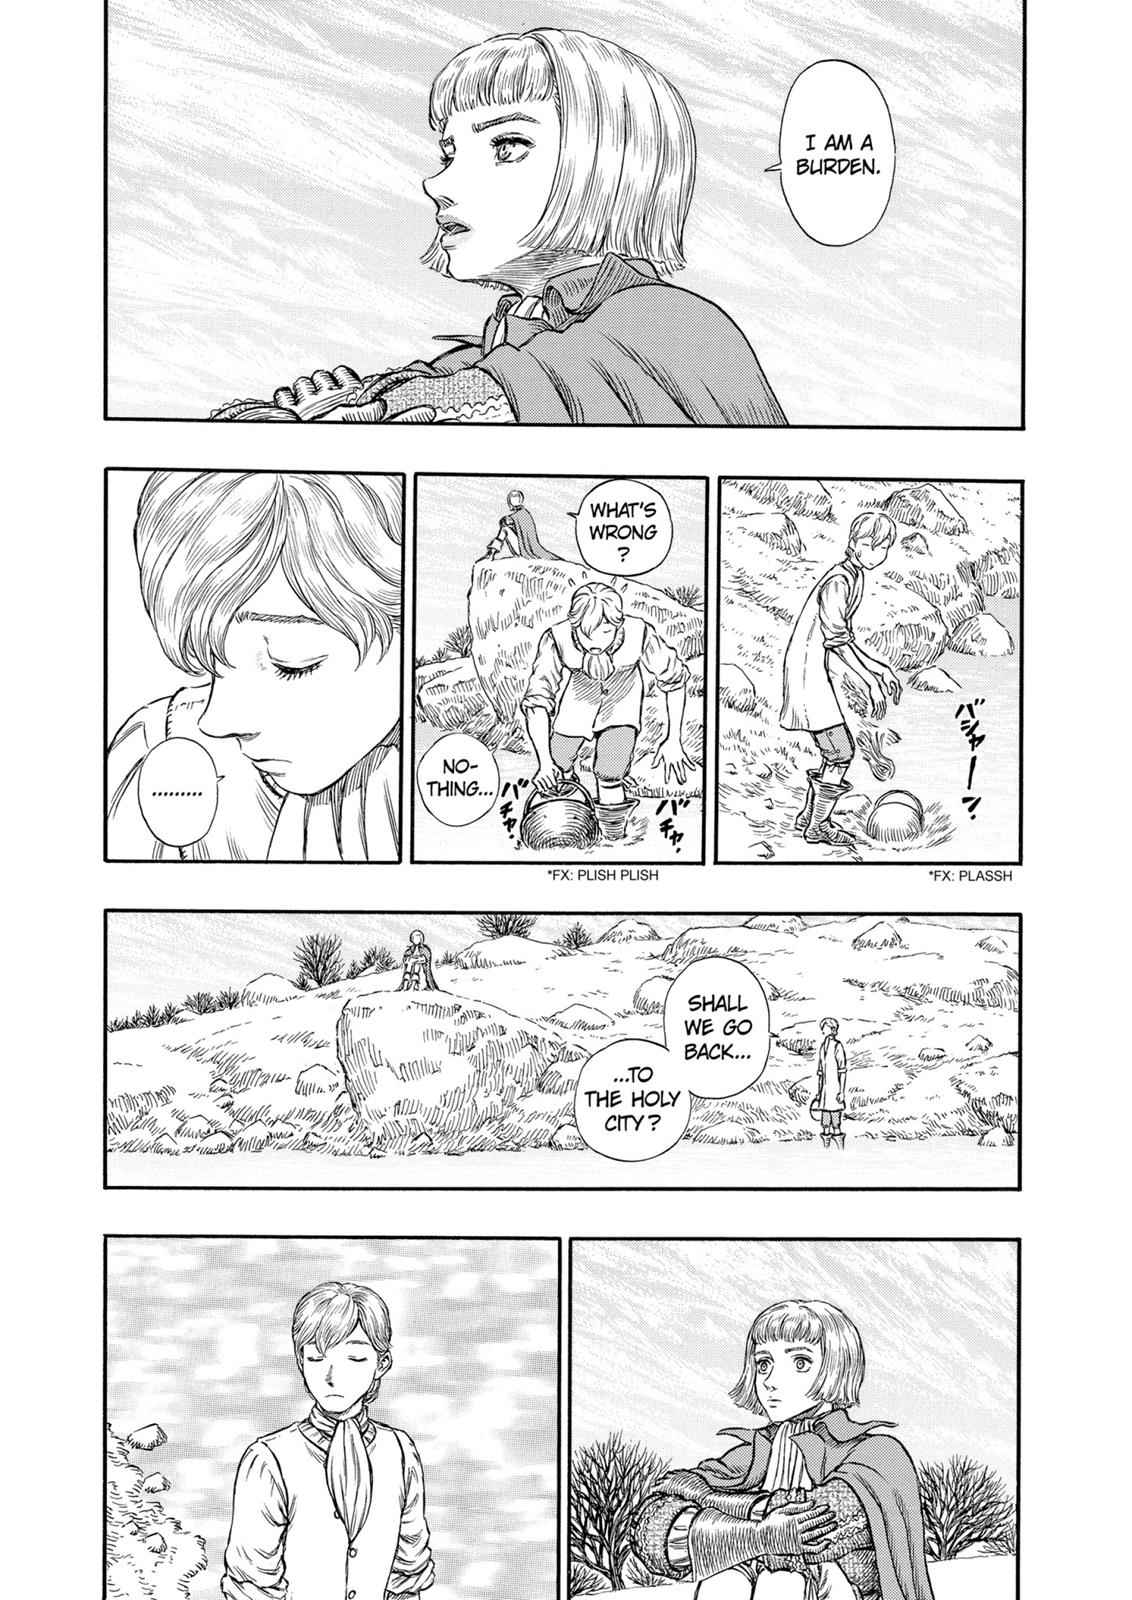 I AM A
BURDEN.
バシャーン
*FX: PLASSH
WHAT'S
WRONG
?
NO-
THING...
バチャ
バチャ
*FX: PLISH PLISH
.........
SHALL
WE GO
BACK...
...TO
THE HOLY
CITY?